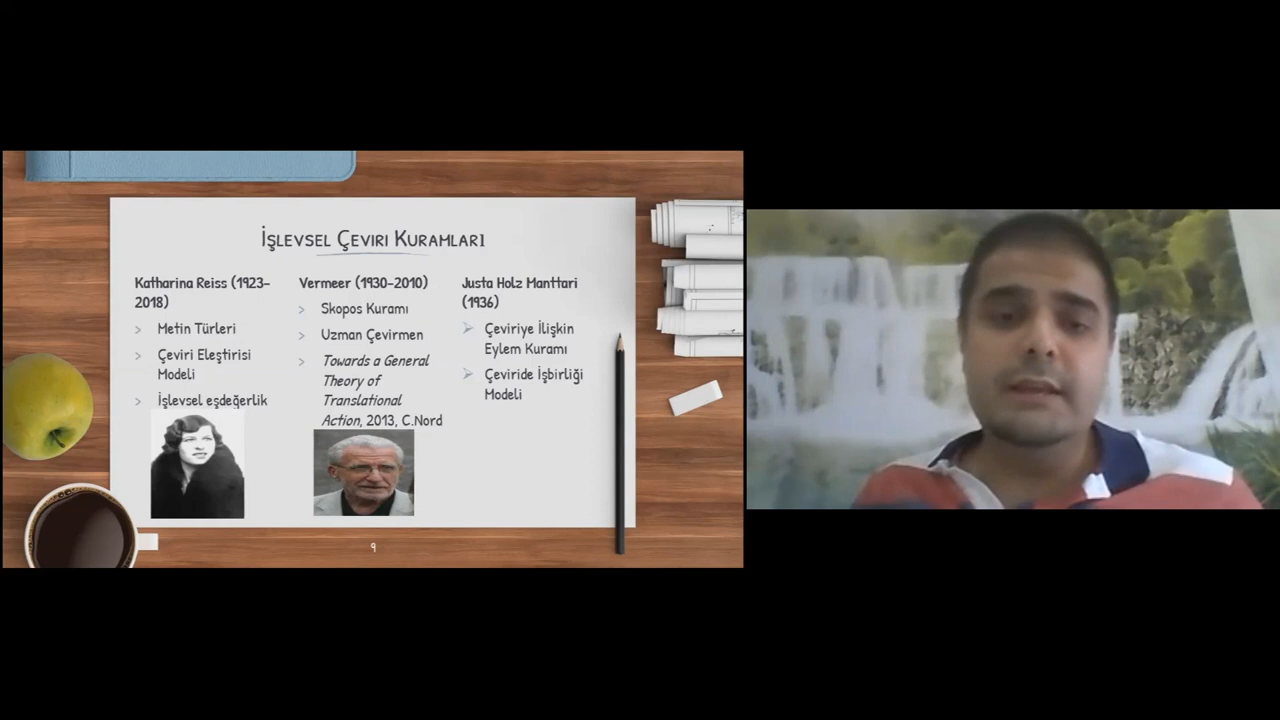 İşlevsel Çeviri Kuramları
Katharina Reiss (1923-
2018)
> Metin Türleri
> Çeviri Eleştirisi
Modeli
> İşlevsel eşdeğerlik
Vermeer (1930-2010)
> Skopos Kuramı
> Uzman Çevirmen
> Towards a General
Theory of
Translational
Action, 2013, C.Nord
Justa Holz Manttari
(1936)
➢ Çeviriye İlişkin
Eylem Kuramı
➢ Çeviride İşbirliği
Modeli
9